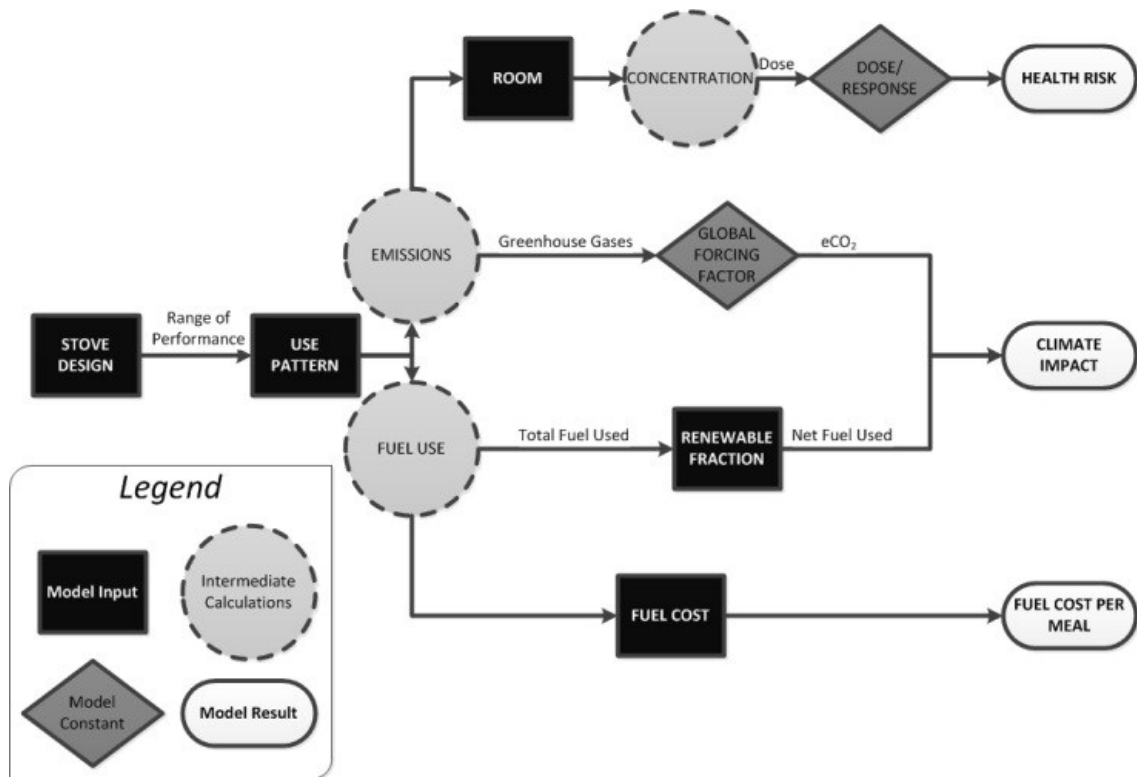 ROOM
CONCENTRATION
Dose
DOSE/
RESPONSE
HEALTH RISK
EMISSIONS
Greenhouse Gases
GLOBAL
FORCING
FACTOR
eCO₂
STOVE
DESIGN
Range of
Performance
USE
PATTERN
CLIMATE
IMPACT
FUEL USE
Total Fuel Used
RENEWABLE
FRACTION
Net Fuel Used
FUEL COST
FUEL COST PER
MEAL
Legend
Model Input
Intermediate
Calculations
Model
Constant
Model Result